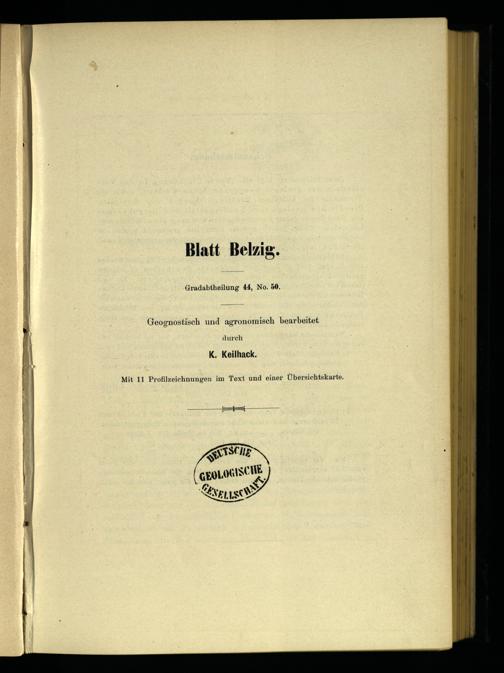 Blatt Belzig.
Gradabtheilung 44, No. 50.
Geognostisch und agronomisch bearbeitet
durch
K. Keilhack.
Mit 11 Profilzeichnungen im Text und einer Übersichtskarte.
DEUTSCHE
GEOLOGISCHE
GESELLSCHAFT.